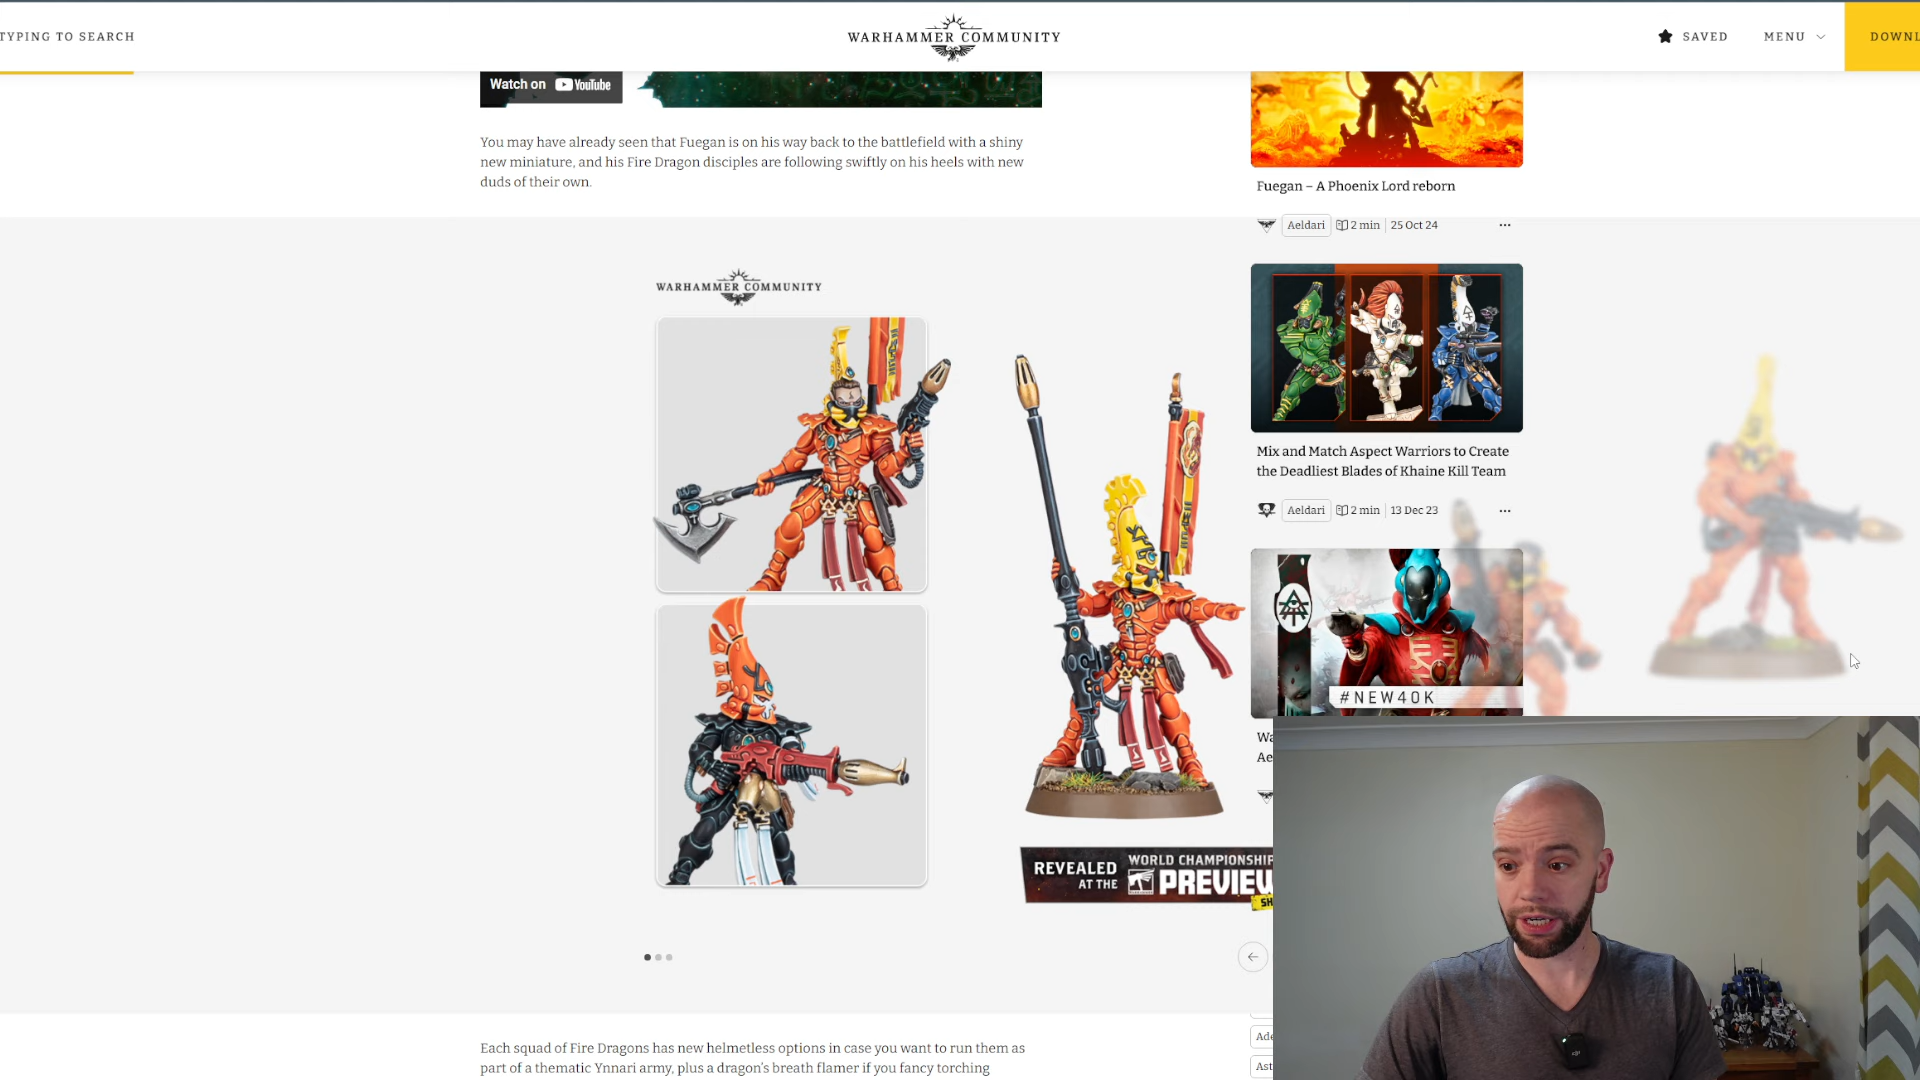 TYPING TO SEARCH
WARHAMMER COMMUNITY
SAVED
MENU
DOWNL
Watch on YouTube
You may have already seen that Fuegan is on his way back to the battlefield with a shiny
new miniature, and his Fire Dragon disciples are following swiftly on his heels with new
duds of their own.
Fuegan – A Phoenix Lord reborn
Aeldari 2 min 25 Oct 24
WARHAMMER COMMUNITY
Mix and Match Aspect Warriors to Create
the Deadliest Blades of Khaine Kill Team
Aeldari 2 min 13 Dec 23
#NEW40K
Wa
Ae
REVEALED
AT THE
WORLD CHAMPIONSHIP
PREVIEW
SH
Each squad of Fire Dragons has new helmetless options in case you want to run them as
part of a thematic Ynnari army, plus a dragon's breath flamer if you fancy torching
Ade
Ast